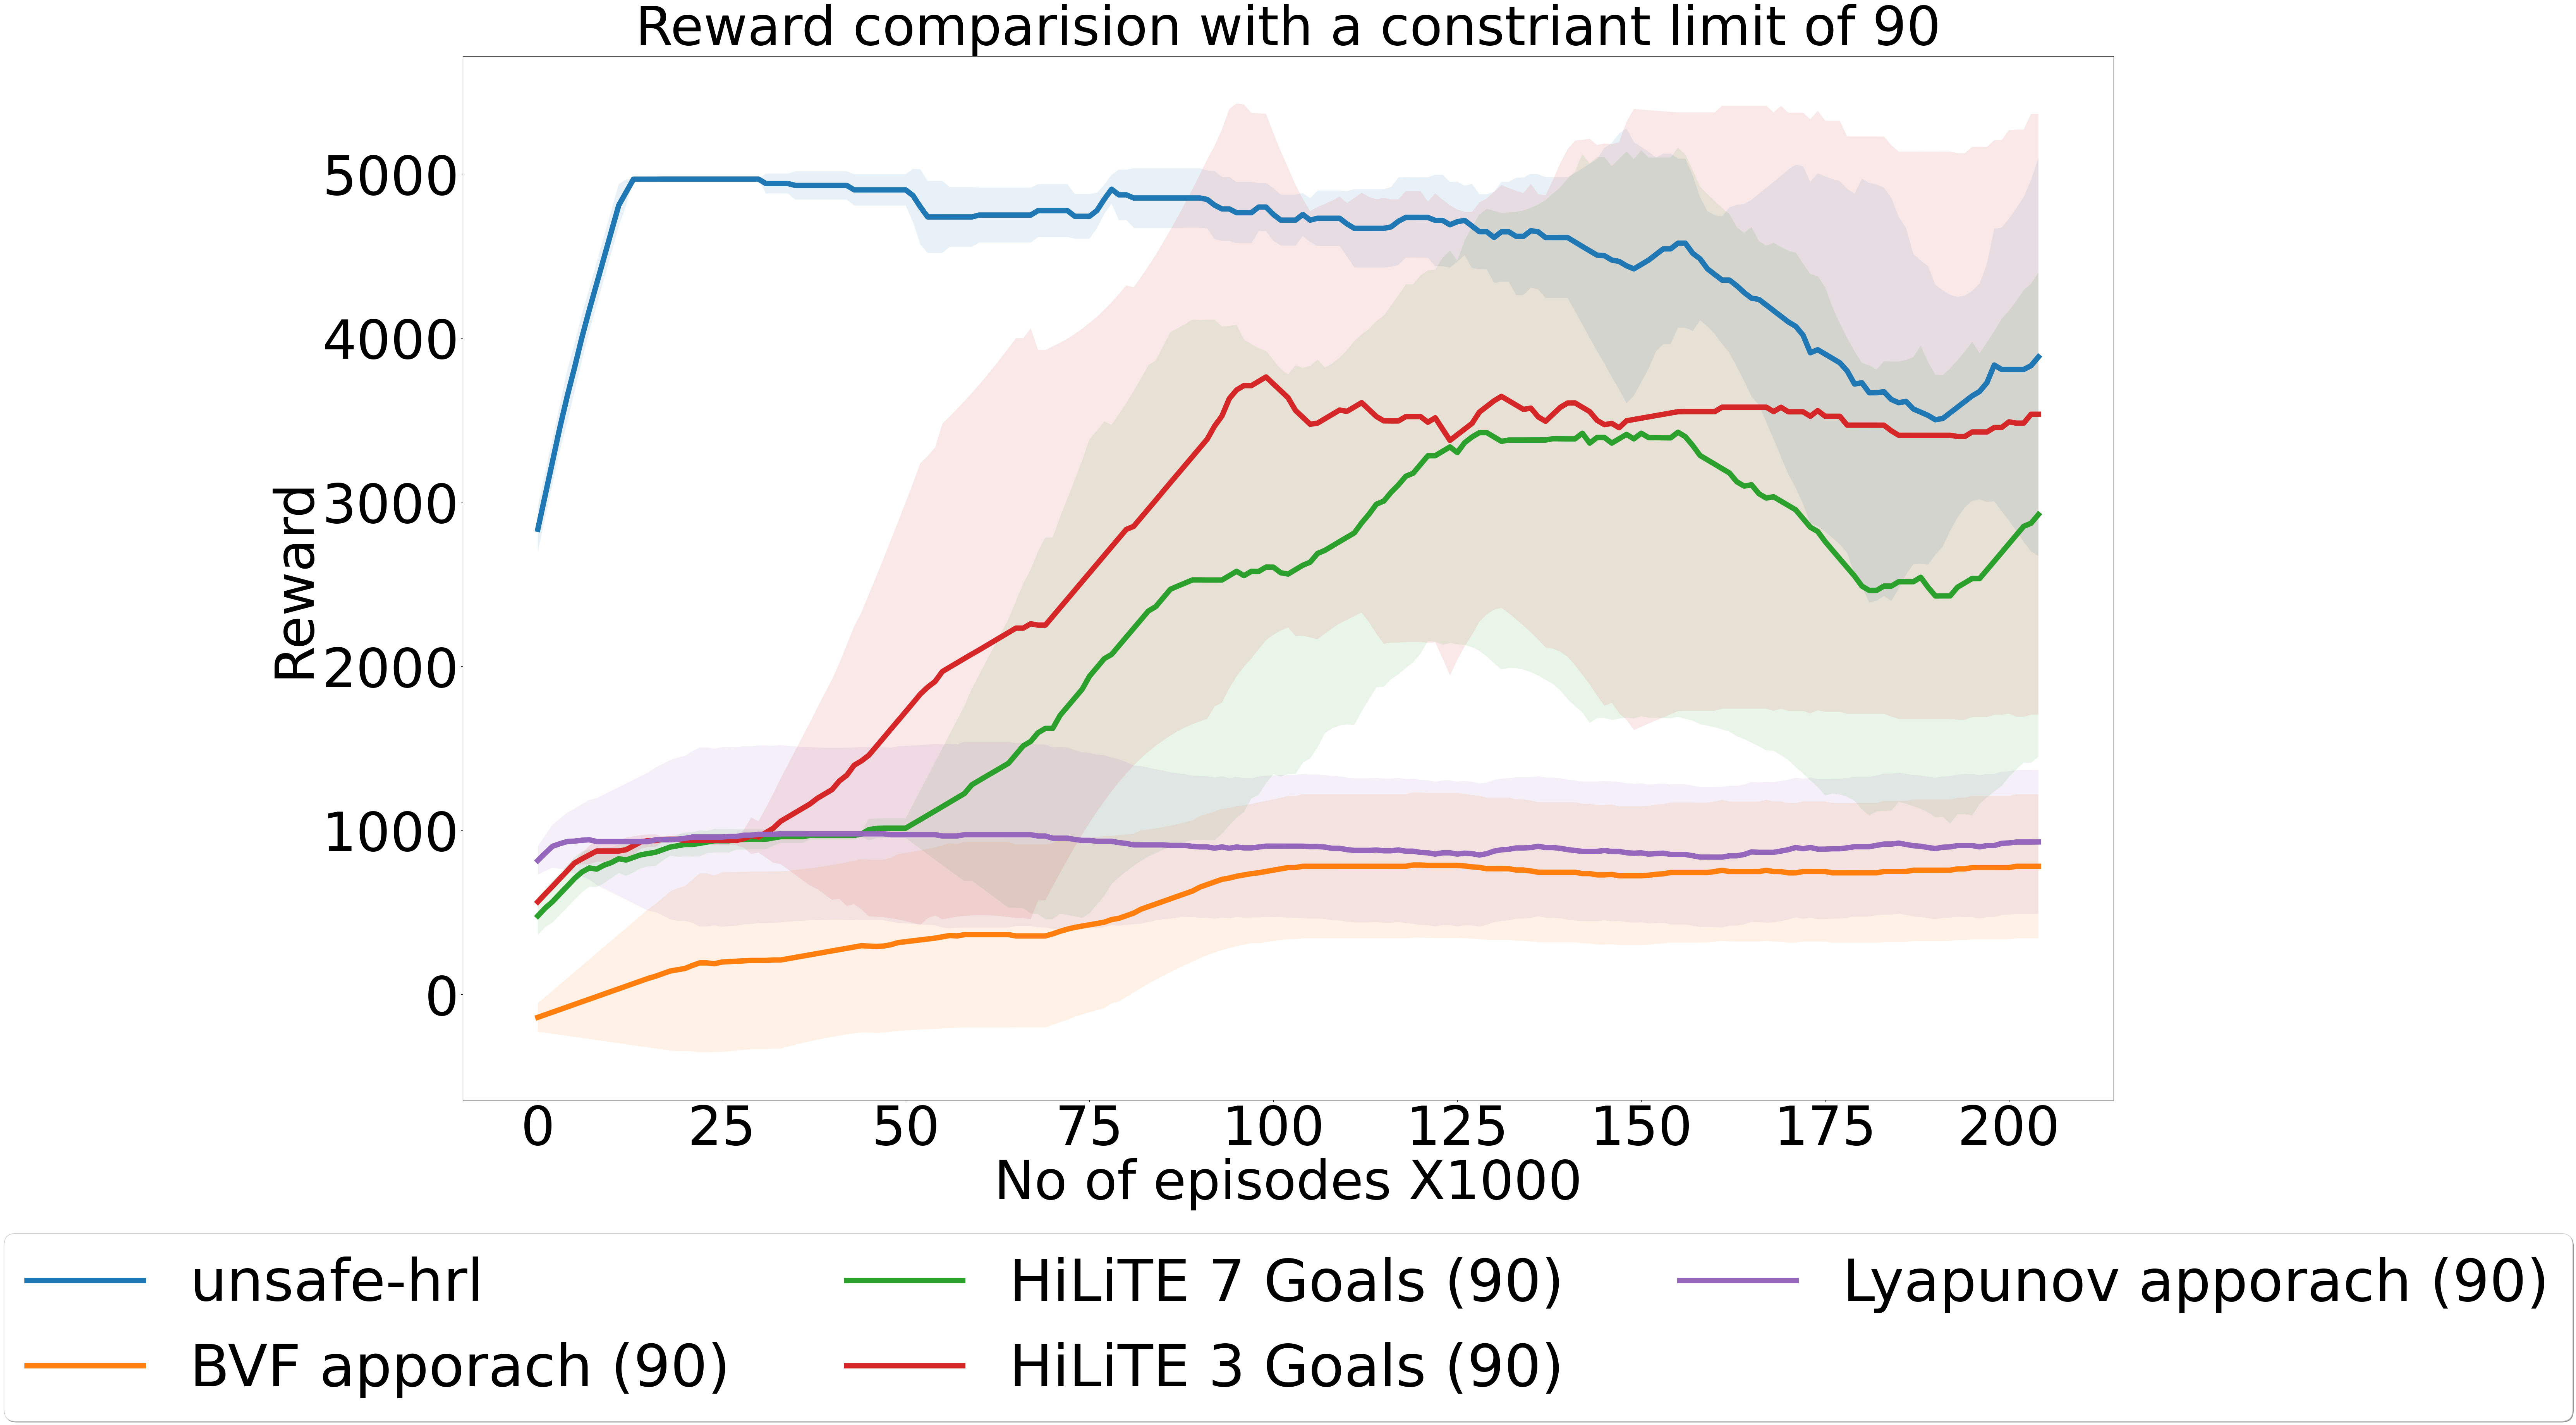 Reward comparision with a constriant limit of 90
5000
4000
3000
2000
1000
0
Reward
0 25 50 75 100 125 150 175 200
No of episodes X1000
unsafe-hrl
BVF apporach (90)
HiLiTE 7 Goals (90)
HiLiTE 3 Goals (90)
Lyapunov apporach (90)